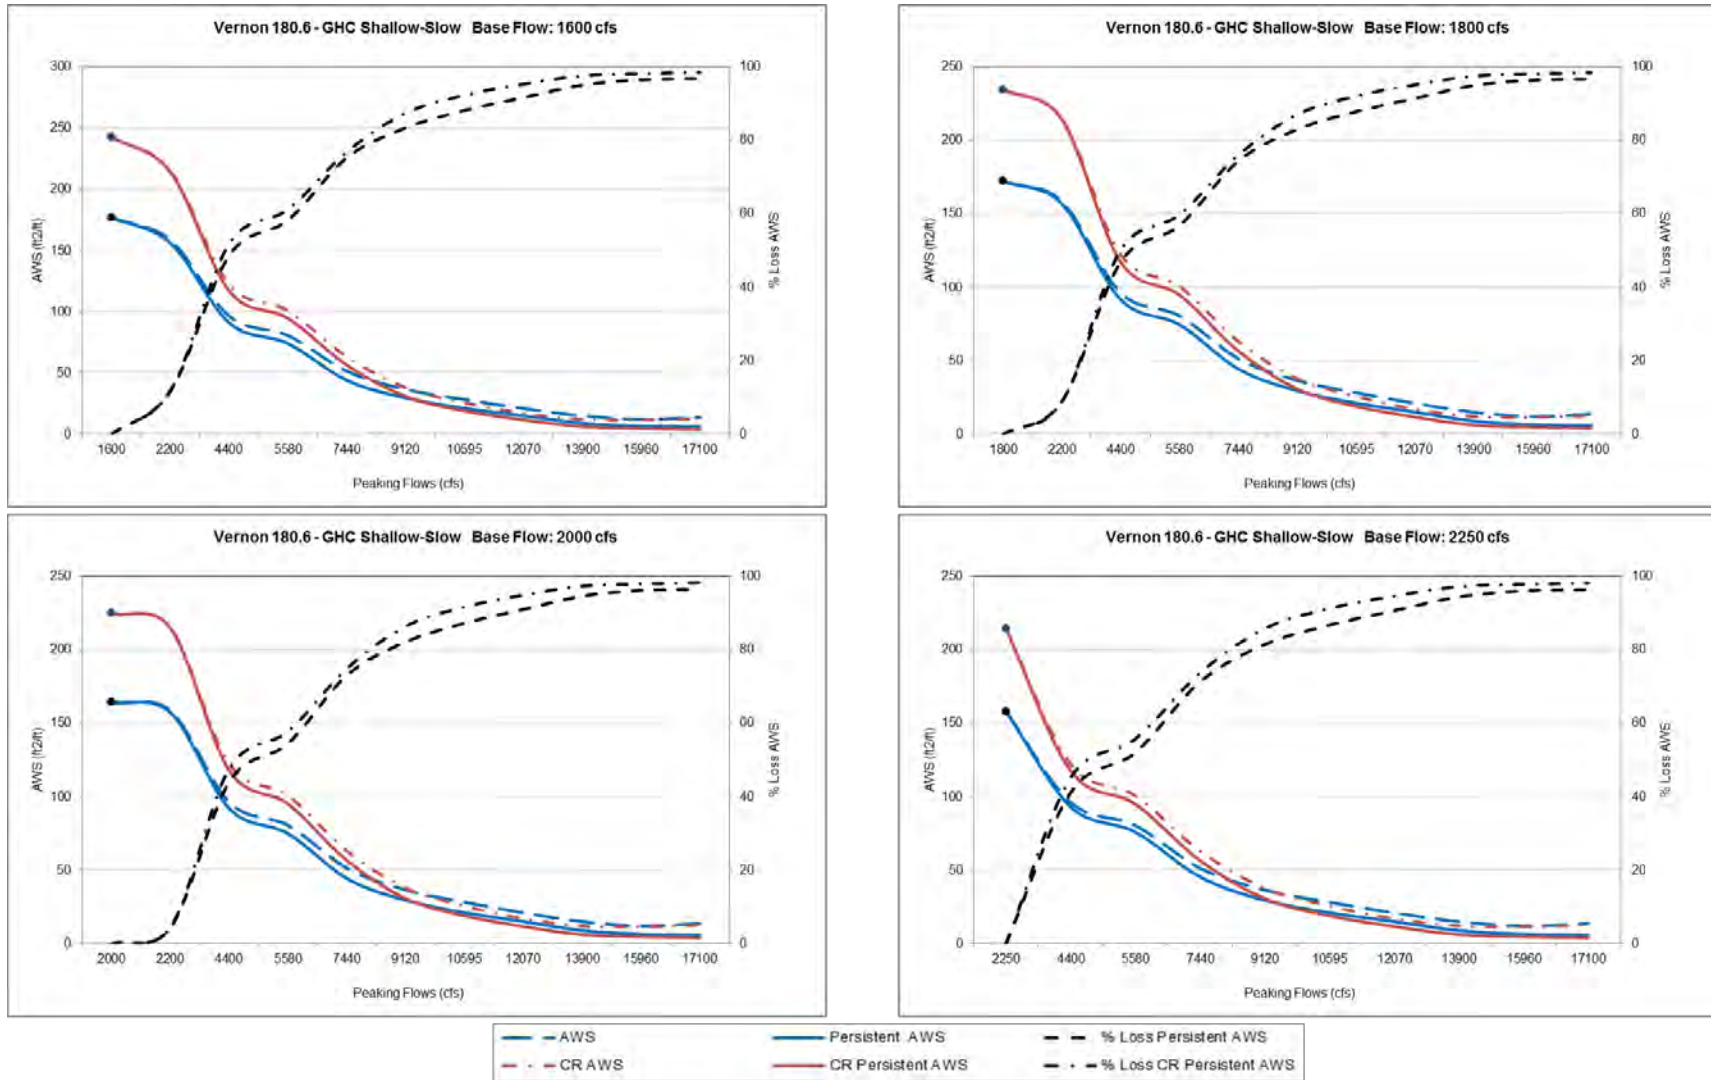 Vernon 180.6 - GHC Shallow-Slow Base Flow: 1600 cfs
300
250
200
150
100
50
0
AWS (ft2/ft)
100
80
60
40
20
0
% Loss AWS
1600 2200 4400 5580 7440 9120 10595 12070 13900 15960 17100
Peaking Flows (cfs)
Vernon 180.6 - GHC Shallow-Slow Base Flow: 1800 cfs
250
200
150
100
50
0
AWS (ft2/ft)
100
80
60
40
20
0
% Loss AWS
1800 2200 4400 5580 7440 9120 10595 12070 13900 15960 17100
Peaking Flows (cfs)
Vernon 180.6 - GHC Shallow-Slow Base Flow: 2000 cfs
250
200
150
100
50
0
AWS (ft2/ft)
100
80
60
40
20
0
% Loss AWS
2000 2200 4400 5580 7440 9120 10595 12070 13900 15960 17100
Peaking Flows (cfs)
Vernon 180.6 - GHC Shallow-Slow Base Flow: 2250 cfs
250
200
150
100
50
0
AWS (ft2/ft)
100
80
60
40
20
0
% Loss AWS
2250 4400 5580 7440 9120 10595 12070 13900 15960 17100
Peaking Flows (cfs)
AWS Persistent AWS % Loss Persistent AWS
CR AWS CR Persistent AWS % Loss CR Persistent AWS